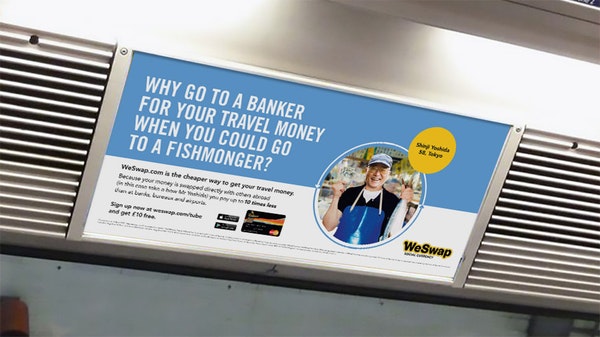 WHY GO TO A BANKER
FOR YOUR TRAVEL MONEY
WHEN YOU COULD GO
TO A FISHMONGER?
WeSwap.com is the cheaper way to get your travel money.
Because your money is swapped directly with others abroad
(in this case take a bow Mr Yoshida) you pay up to 10 times less
than at banks, bureaux and airports.
Sign up now at weswap.com/tube
and get £10 free.
Shinji Yoshida
58, Tokyo
WeSwap
SOCIAL CURRENCY